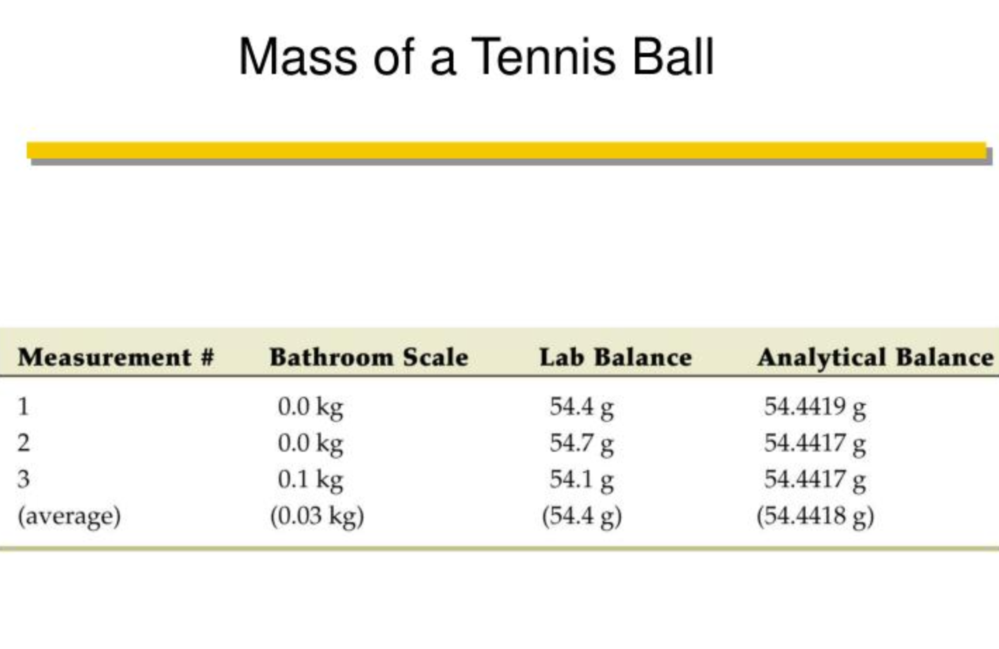 Mass of a Tennis Ball
Measurement # Bathroom Scale Lab Balance Analytical Balance
1 0.0 kg 54.4 g 54.4419 g
2 0.0 kg 54.7 g 54.4417 g
3 0.1 kg 54.1 g 54.4417 g
(average) (0.03 kg) (54.4 g) (54.4418 g)